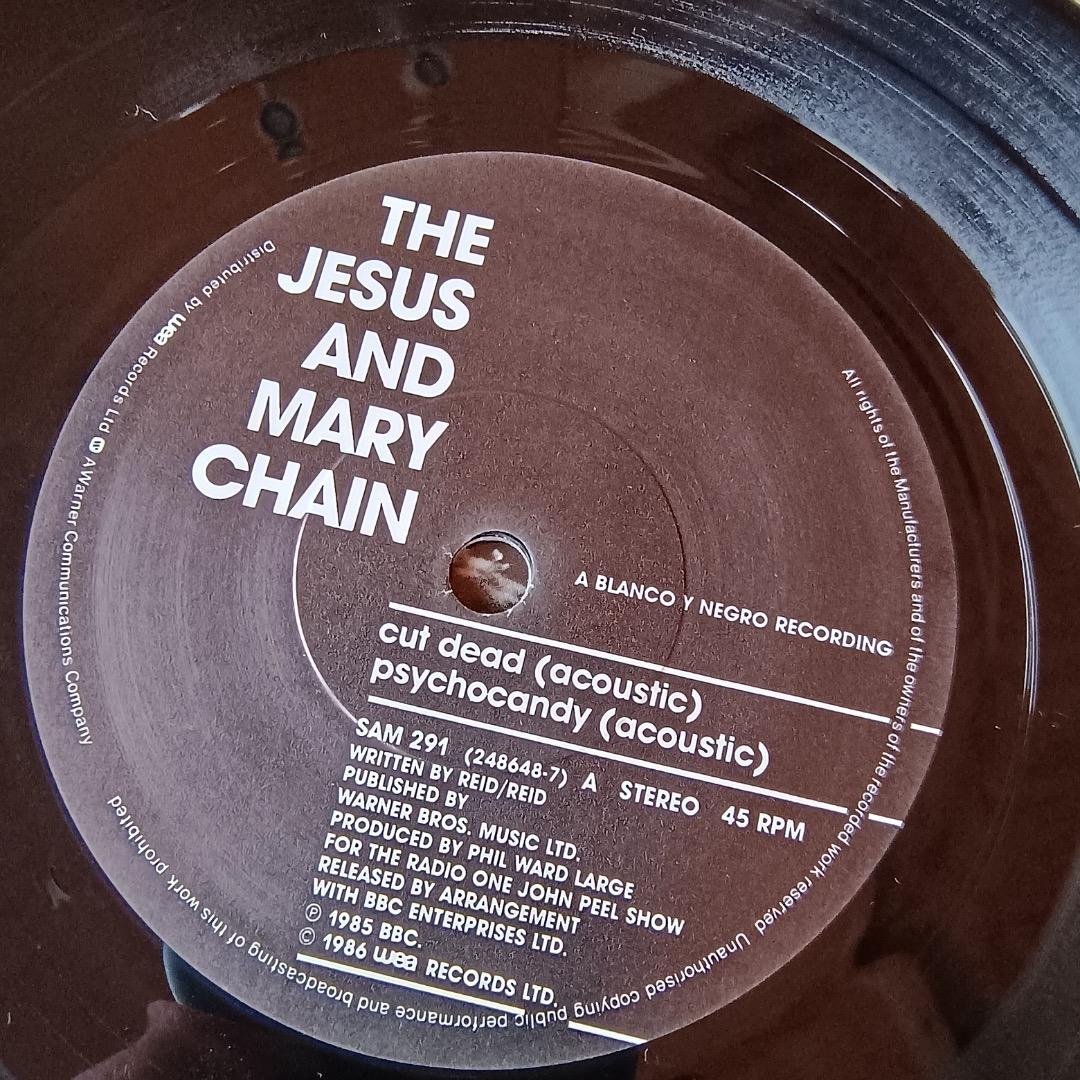 THE
JESUS
AND
MARY
CHAIN
A BLANCO Y NEGRO RECORDING
cut dead (acoustic)
psychocandy (acoustic)
SAM 291 (248648-7) A STEREO 45 RPM
WRITTEN BY REID/REID
PUBLISHED BY
WARNER BROS. MUSIC LTD.
PRODUCED BY PHIL WARD LARGE
FOR THE RADIO ONE JOHN PEEL SHOW
RELEASED BY ARRANGEMENT
WITH BBC ENTERPRISES LTD.
Ⓟ 1985 BBC.
© 1986 wea RECORDS LTD.
All rights of the Manufacturers and of the owners of the recorded work reserved Unauthorised copying public performance and broadcasting of this work prohibited
Distributed by wea Records Ltd A Warner Communications Company